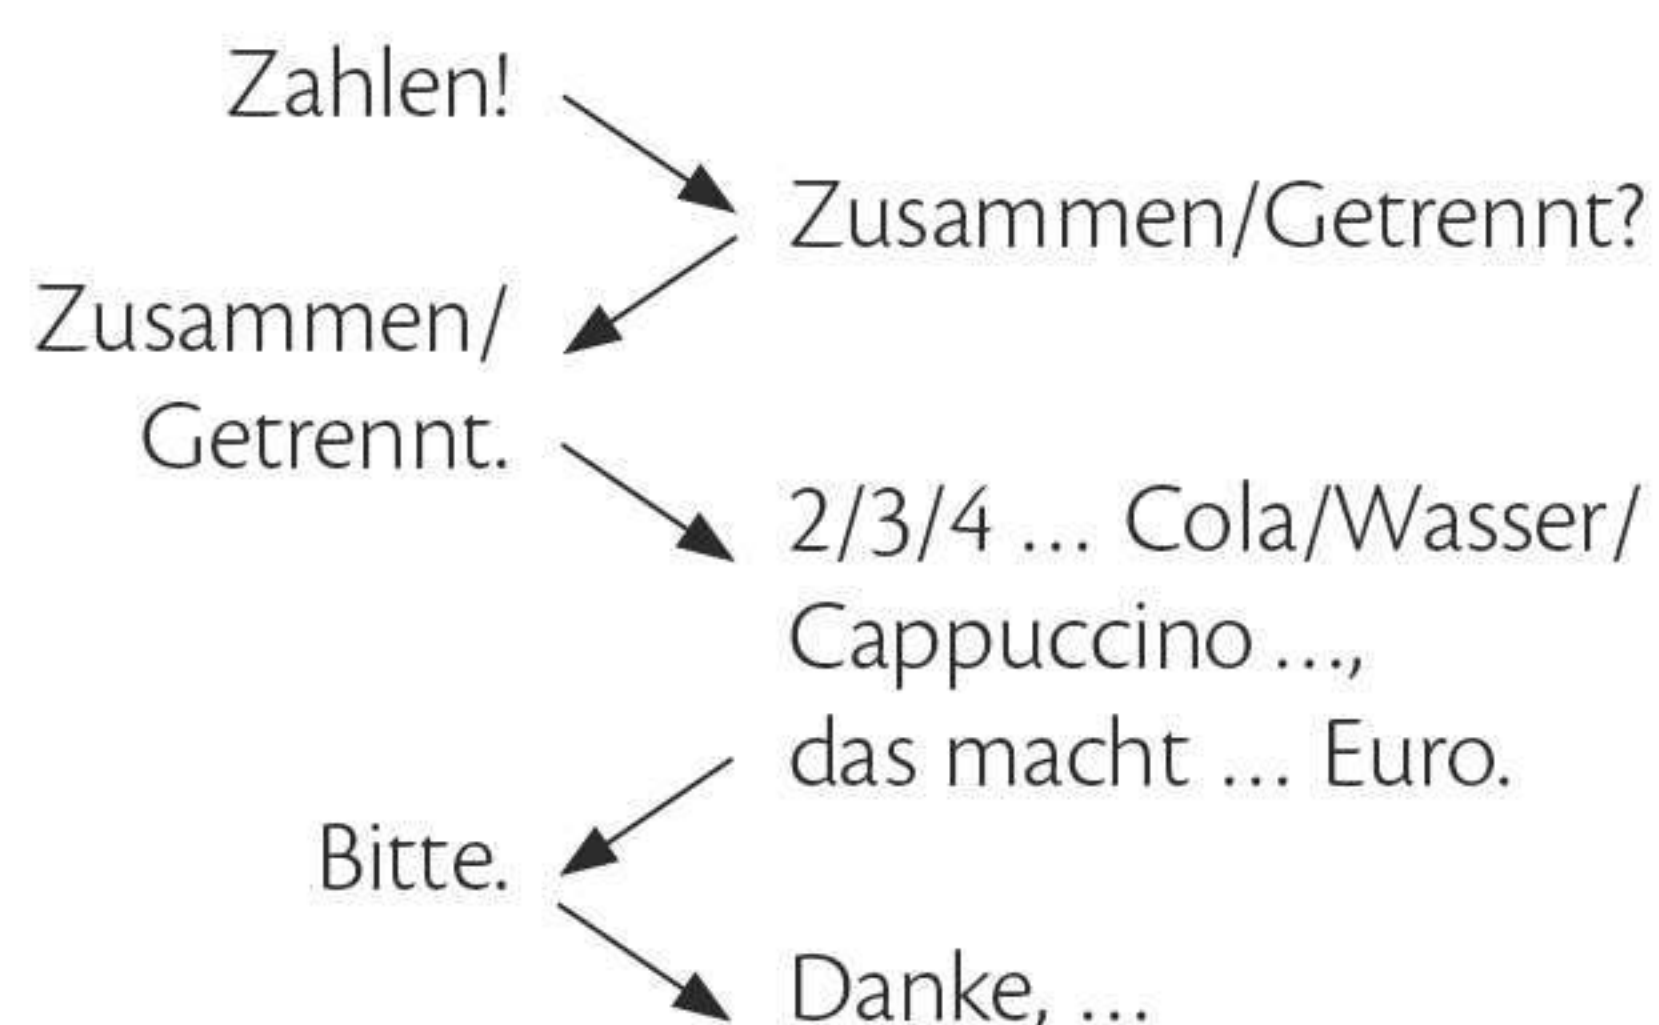 Zahlen!
Zusammen/Getrennt?
Zusammen/
Getrennt.
2/3/4 ... Cola/Wasser/
Cappuccino ...,
das macht ... Euro.
Bitte.
Danke, ...